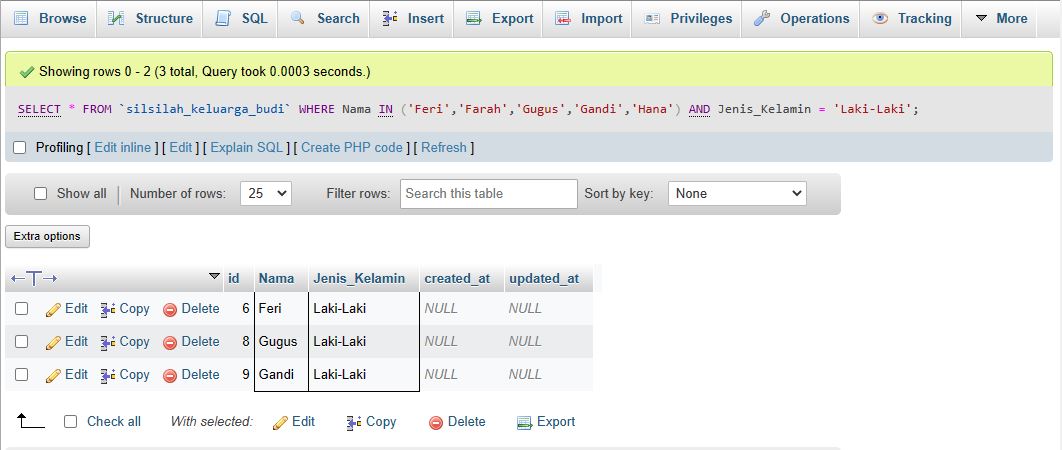 Browse Structure SQL Search Insert Export Import Privileges Operations Tracking More
Showing rows 0 - 2 (3 total, Query took 0.0003 seconds.)
SELECT * FROM `silsilah_keluarga_budi` WHERE Nama IN ('Feri','Farah','Gugus','Gandi','Hana') AND Jenis_Kelamin = 'Laki-Laki';
Profiling [ Edit inline ] [ Edit ] [ Explain SQL ] [ Create PHP code ] [ Refresh ]
Show all Number of rows: 25 Filter rows: Search this table Sort by key: None
Extra options
←T→ id Nama Jenis_Kelamin created_at updated_at
Edit Copy Delete 6 Feri Laki-Laki NULL NULL
Edit Copy Delete 8 Gugus Laki-Laki NULL NULL
Edit Copy Delete 9 Gandi Laki-Laki NULL NULL
Check all With selected: Edit Copy Delete Export